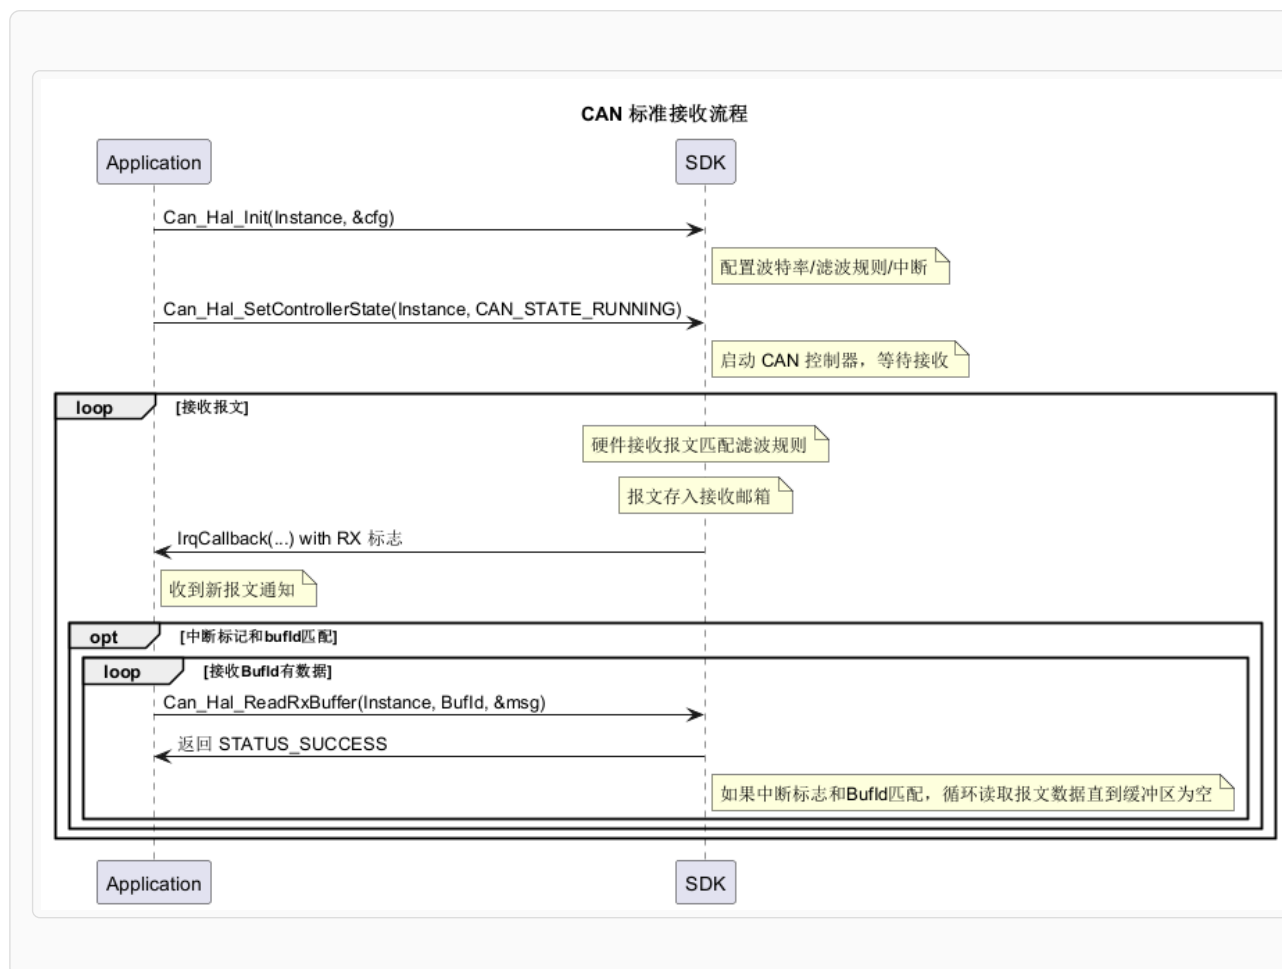 CAN 标准接收流程
Application
SDK
Can_Hal_Init(Instance, &cfg)
配置波特率/滤波规则/中断
Can_Hal_SetControllerState(Instance, CAN_STATE_RUNNING)
启动 CAN 控制器，等待接收
loop
[接收报文]
硬件接收报文匹配滤波规则
报文存入接收邮箱
IrqCallback(...) with RX 标志
收到新报文通知
opt
[中断标记和bufId匹配]
loop
[接收BufId有数据]
Can_Hal_ReadRxBuffer(Instance, BufId, &msg)
返回 STATUS_SUCCESS
如果中断标志和BufId匹配，循环读取报文数据直到缓冲区为空
Application
SDK